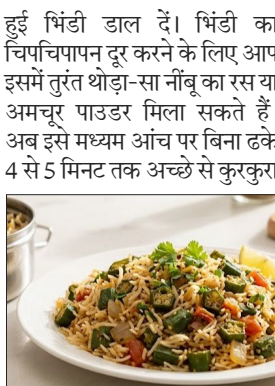 हुई भिंडी डाल दें। भिंडी का
चिपचिपापन दूर करने के लिए आप
इसमें तुरंत थोड़ा-सा नींबू का रस या
अमचूर पाउडर मिला सकते हैं
अब इसे मध्यम आंच पर बिना ढके
4 से 5 मिनट तक अच्छे से कुरकुरा